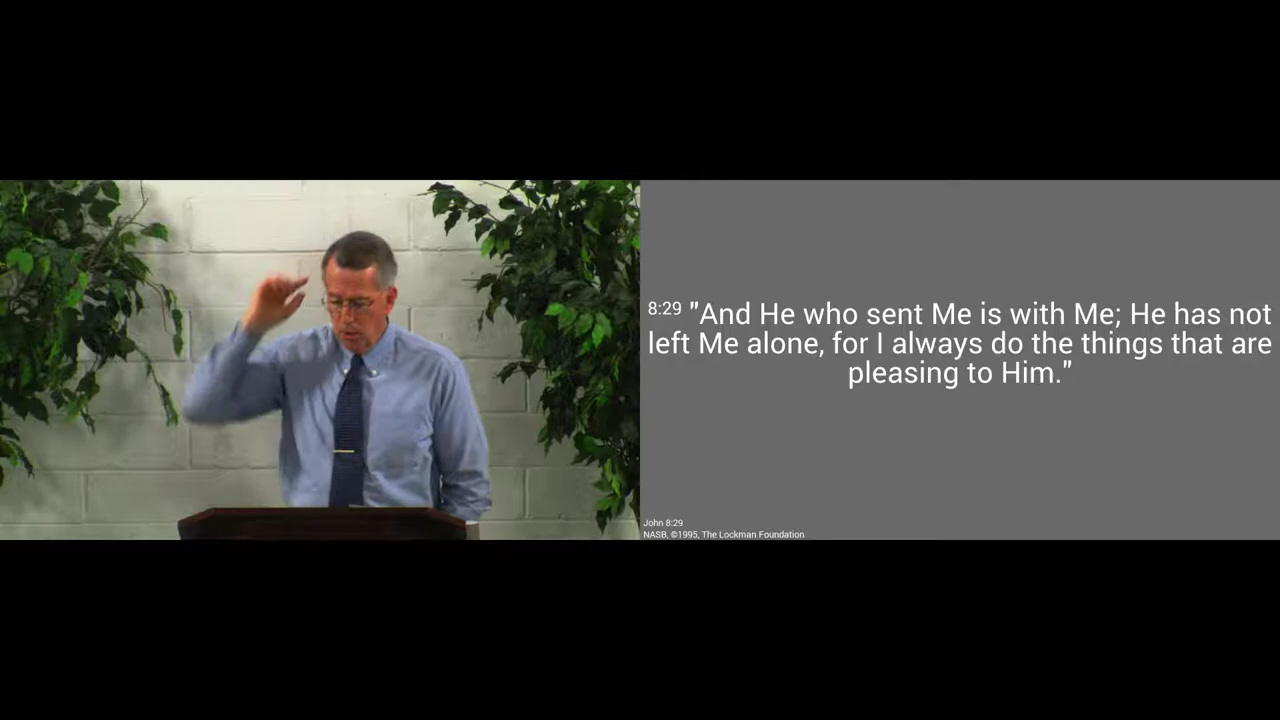 8:29 "And He who sent Me is with Me; He has not
left Me alone, for I always do the things that are
pleasing to Him."
John 8:29
NASB, ©1995, The Lockman Foundation